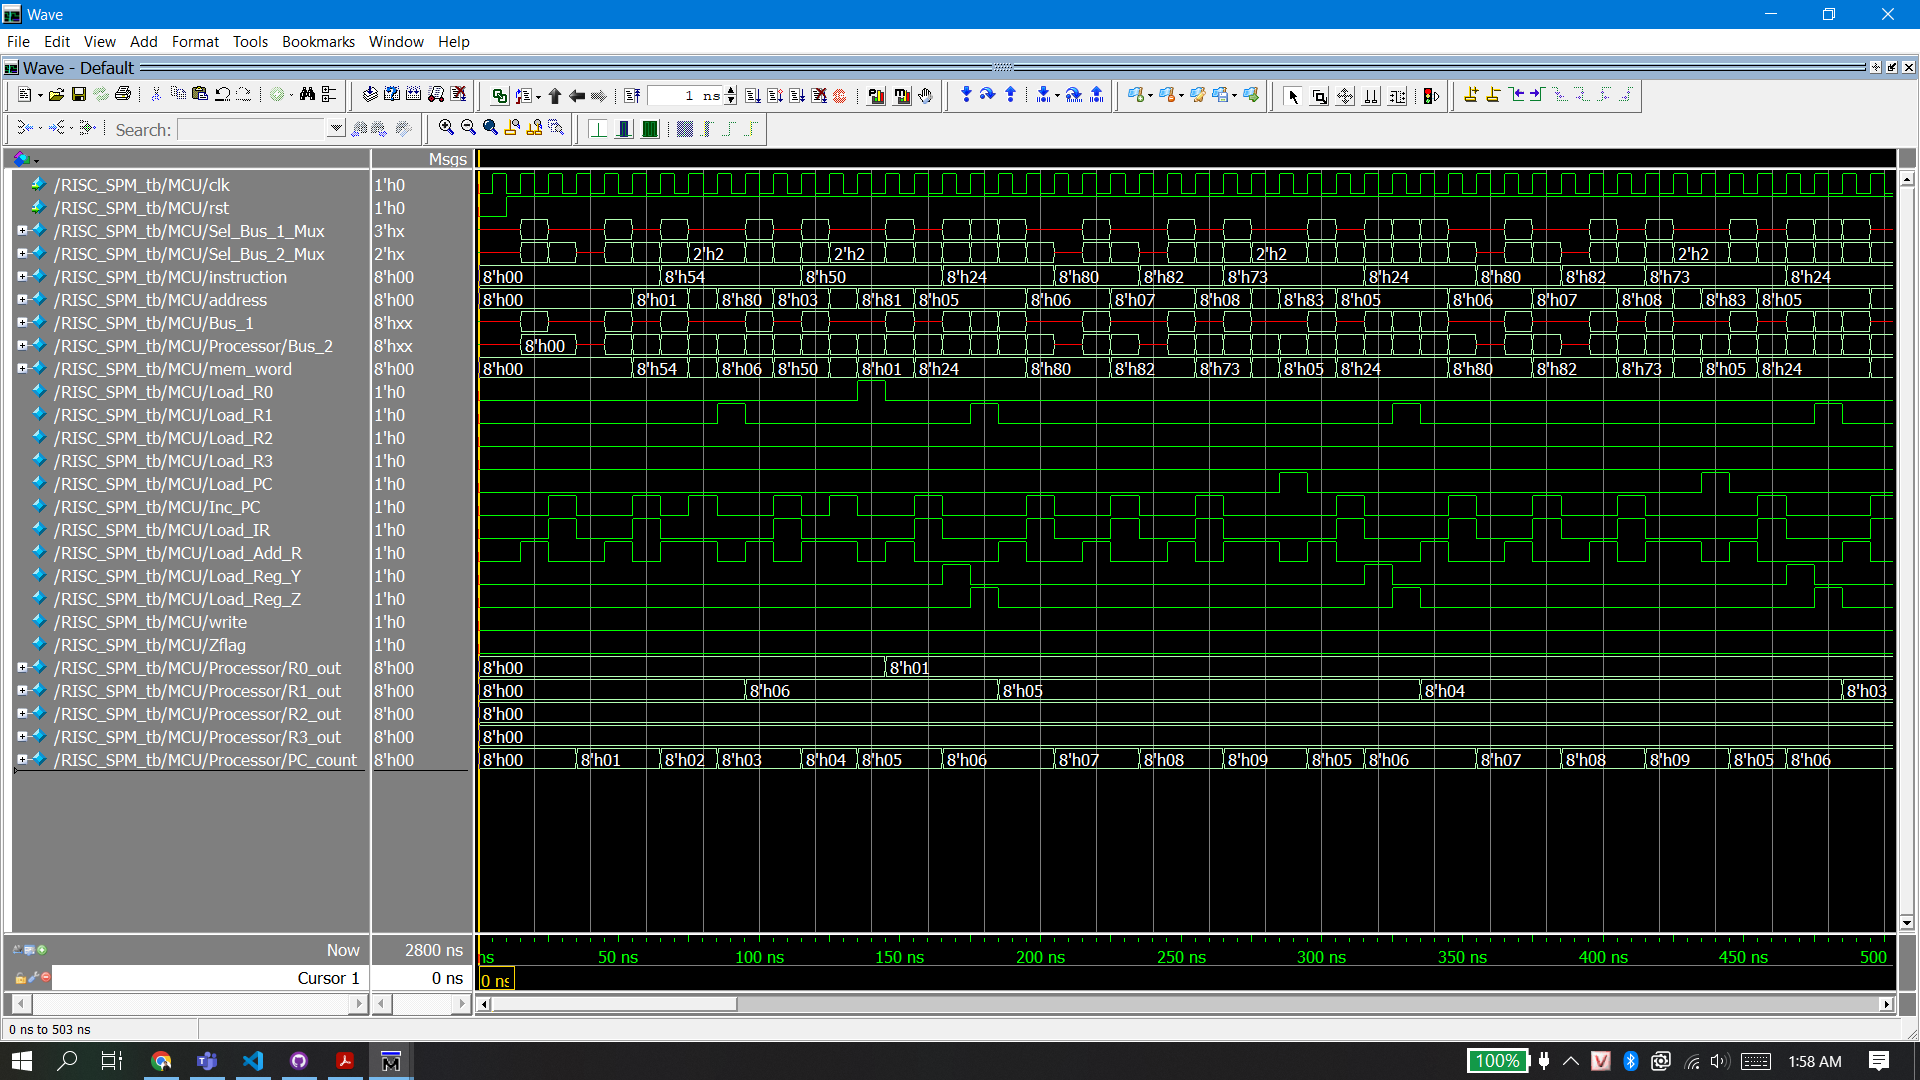 Wave
File Edit View Add Format Tools Bookmarks Window Help
Wave - Default
1 ns
Search:
Msgs
/RISC_SPM_tb/MCU/clk 1'h0
/RISC_SPM_tb/MCU/rst 1'h0
/RISC_SPM_tb/MCU/Sel_Bus_1_Mux 3'hx
/RISC_SPM_tb/MCU/Sel_Bus_2_Mux 2'hx 2'h2 2'h2 2'h2 2'h2
/RISC_SPM_tb/MCU/instruction 8'h00 8'h00 8'h54 8'h50 8'h24 8'h80 8'h82 8'h73 8'h24 8'h80 8'h82 8'h73 8'h24
/RISC_SPM_tb/MCU/address 8'h00 8'h00 8'h01 8'h80 8'h03 8'h81 8'h05 8'h06 8'h07 8'h08 8'h83 8'h05 8'h06 8'h07 8'h08 8'h83 8'h05
/RISC_SPM_tb/MCU/Bus_1 8'hxx
/RISC_SPM_tb/MCU/Processor/Bus_2 8'hxx 8'h00
/RISC_SPM_tb/MCU/mem_word 8'h00 8'h00 8'h54 8'h06 8'h50 8'h01 8'h24 8'h80 8'h82 8'h73 8'h05 8'h24 8'h80 8'h82 8'h73 8'h05 8'h24
/RISC_SPM_tb/MCU/Load_R0 1'h0
/RISC_SPM_tb/MCU/Load_R1 1'h0
/RISC_SPM_tb/MCU/Load_R2 1'h0
/RISC_SPM_tb/MCU/Load_R3 1'h0
/RISC_SPM_tb/MCU/Load_PC 1'h0
/RISC_SPM_tb/MCU/Inc_PC 1'h0
/RISC_SPM_tb/MCU/Load_IR 1'h0
/RISC_SPM_tb/MCU/Load_Add_R 1'h0
/RISC_SPM_tb/MCU/Load_Reg_Y 1'h0
/RISC_SPM_tb/MCU/Load_Reg_Z 1'h0
/RISC_SPM_tb/MCU/write 1'h0
/RISC_SPM_tb/MCU/Zflag 1'h0
/RISC_SPM_tb/MCU/Processor/R0_out 8'h00 8'h00 8'h01
/RISC_SPM_tb/MCU/Processor/R1_out 8'h00 8'h00 8'h06 8'h05 8'h04 8'h03
/RISC_SPM_tb/MCU/Processor/R2_out 8'h00 8'h00
/RISC_SPM_tb/MCU/Processor/R3_out 8'h00 8'h00
/RISC_SPM_tb/MCU/Processor/PC_count 8'h00 8'h00 8'h01 8'h02 8'h03 8'h04 8'h05 8'h06 8'h07 8'h08 8'h09 8'h05 8'h06 8'h07 8'h08 8'h09 8'h05 8'h06
Now 2800 ns ns 50 ns 100 ns 150 ns 200 ns 250 ns 300 ns 350 ns 400 ns 450 ns 500
Cursor 1 0 ns 0 ns
0 ns to 503 ns
100% 1:58 AM